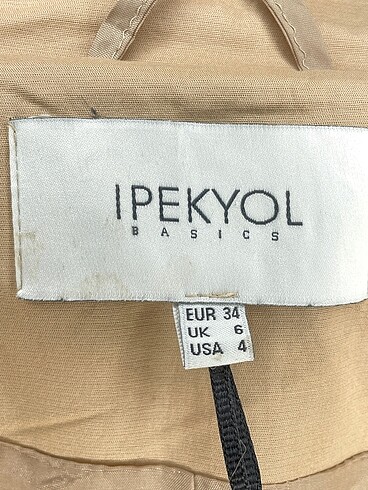 IPEKYOL
BASICS
EUR 34
UK 6
USA 4